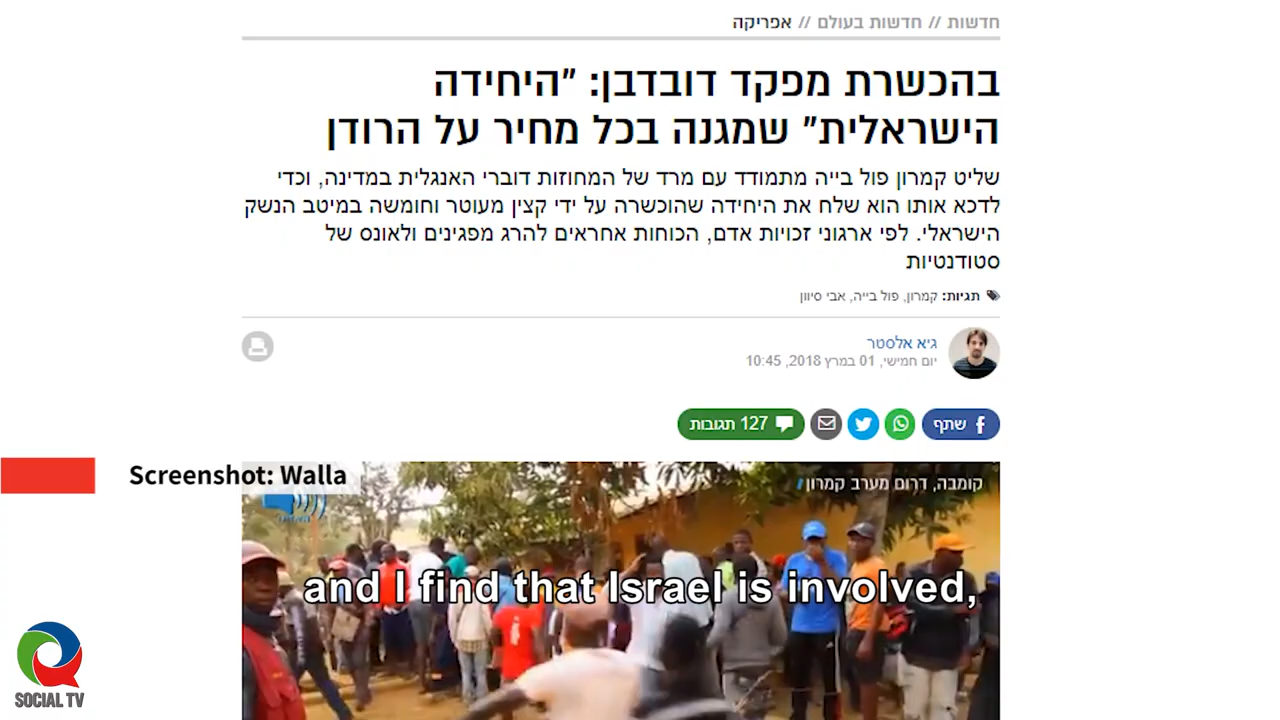 חדשות // חדשות בעולם // אפריקה
בהכשרת מפקד דובדבן: "היחידה
הישראלית" שמגנה בכל מחיר על הרודן
שליט קמרון פול בייה מתמודד עם מרד של המחוזות דוברי האנגלית במדינה, וכדי
לדכא אותו הוא שלח את היחידה שהוכשרה על ידי קצין מעוטר וחומשה במיטב הנשק
הישראלי. לפי ארגוני זכויות אדם, הכוחות אחראים להרג מפגינים ולאונס של
סטודנטיות
תגיות: קמרון, פול בייה, אבי סיוון
גיא אלסטר
יום חמישי, 01 במרץ 2018, 10:45
שתף
127 תגובות
Screenshot: Walla
קומבה, דרום מערב קמרון
and I find that Israel is involved,
SOCIAL TV